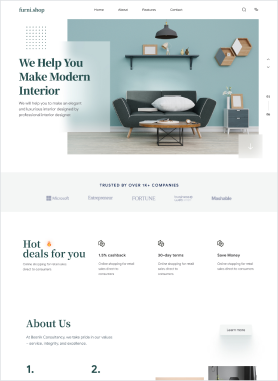 furni.shop
Home
About
Features
Contact
We Help You
Make Modern
Interior
We will help you to make an elegant
and luxurious interior designed by
professional interior designer.
01
TRUSTED BY OVER 1K+ COMPANIES
Microsoft
Entrepreneur
FORTUNE
Mashable
Hot
deals for you
Online shopping for retail sales
direct to consumers
1.5% cashback
Online shopping for retail
sales direct to
consumers
30-day terms
Online shopping for retail
sales direct to
consumers
Save Money
Online shopping for retail
sales direct to consumers
About Us
At Beehiv Consultancy we take pride in our values
– service, integrity, and excellence.
Learn more
1.
2.